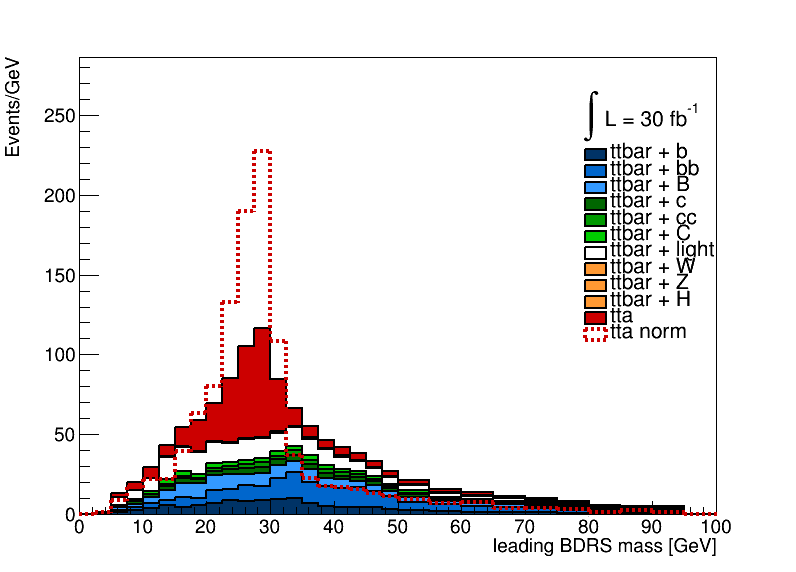 Events/GeV
250
200
150
100
50
0
∫ L = 30 fb-1
ttbar + b
ttbar + bb
ttbar + B
ttbar + c
ttbar + cc
ttbar + C
ttbar + light
ttbar + W
ttbar + Z
ttbar + H
tta
tta norm
0 10 20 30 40 50 60 70 80 90 100
leading BDRS mass [GeV]